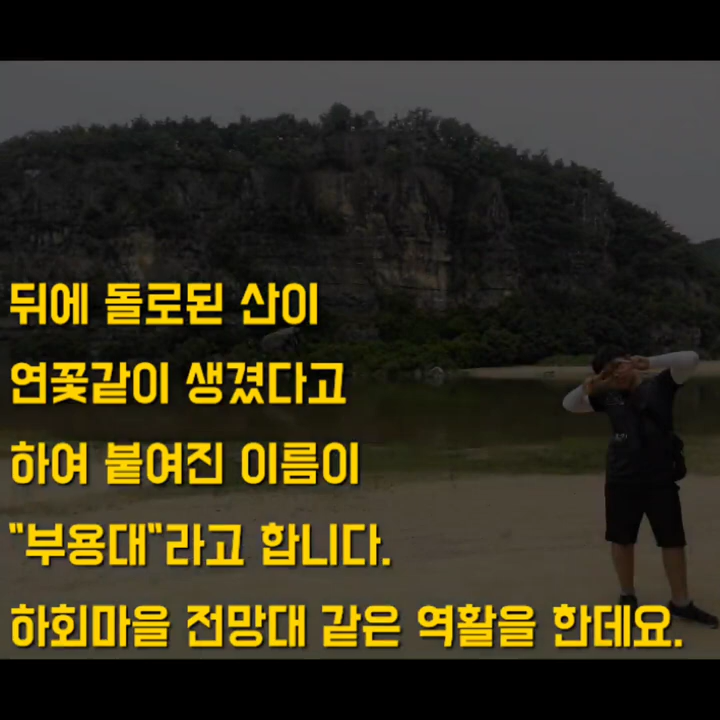 뒤에 돌로된 산이
연꽃같이 생겼다고
하여 붙여진 이름이
"부용대"라고 합니다.
하회마을 전망대 같은 역활을 한데요.